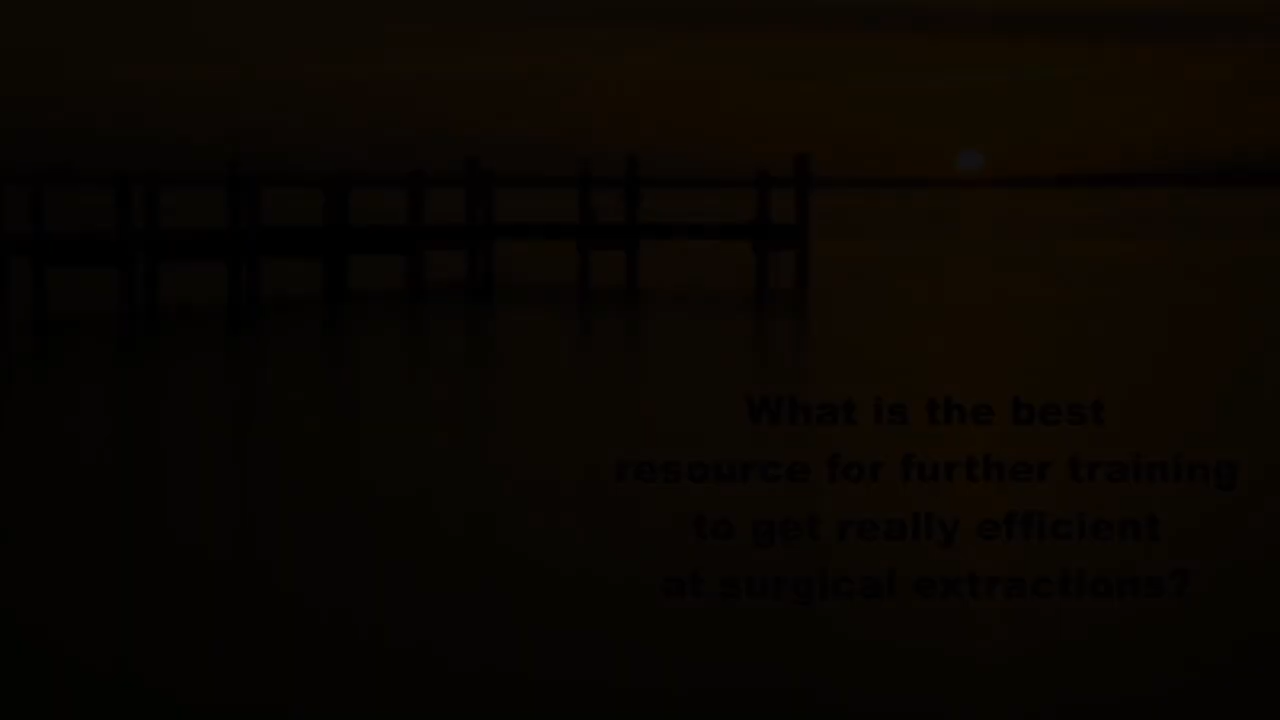 What is the best
resource for further training
to get really efficient
at surgical extractions?